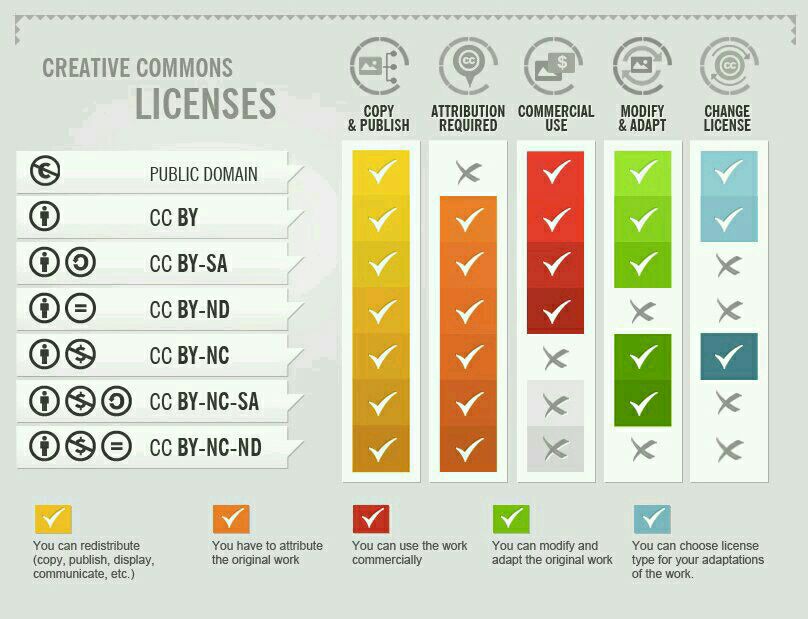 CREATIVE COMMONS
LICENSES
COPY
& PUBLISH
ATTRIBUTION
REQUIRED
COMMERCIAL
USE
MODIFY
& ADAPT
CHANGE
LICENSE
PUBLIC DOMAIN
CC BY
CC BY-SA
CC BY-ND
CC BY-NC
CC BY-NC-SA
CC BY-NC-ND
You can redistribute
(copy, publish, display,
communicate, etc.)
You have to attribute
the original work
You can use the work
commercially
You can modify and
adapt the original work
You can choose license
type for your adaptations
of the work.